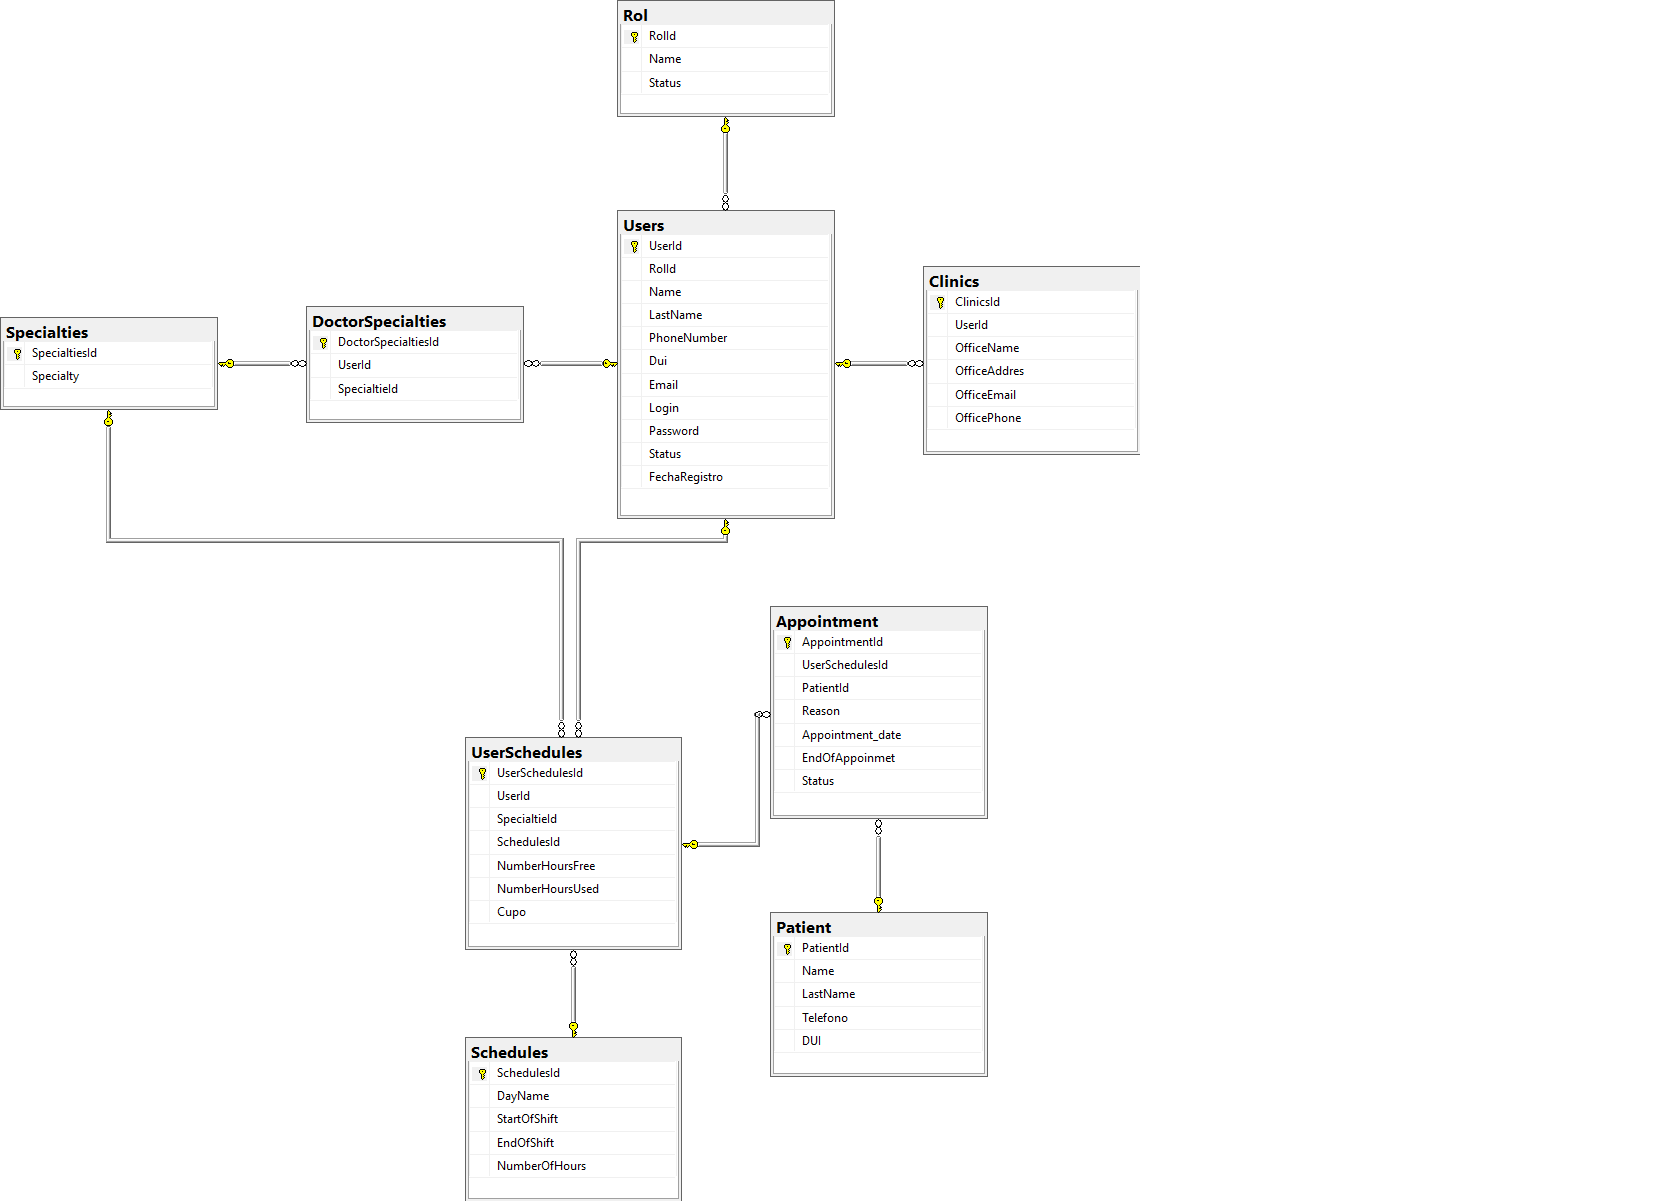 Rol
RolId
Name
Status
Users
UserId
RolId
Name
LastName
PhoneNumber
Dui
Email
Login
Password
Status
FechaRegistro
Clinics
ClinicsId
UserId
OfficeName
OfficeAddres
OfficeEmail
OfficePhone
Specialties
SpecialtiesId
Specialty
DoctorSpecialties
DoctorSpecialtiesId
UserId
SpecialtieId
Appointment
AppointmentId
UserSchedulesId
PatientId
Reason
Appointment_date
EndOfAppoinmet
Status
UserSchedules
UserSchedulesId
UserId
SpecialtieId
SchedulesId
NumberHoursFree
NumberHoursUsed
Cupo
Patient
PatientId
Name
LastName
Telefono
DUI
Schedules
SchedulesId
DayName
StartOfShift
EndOfShift
NumberOfHours